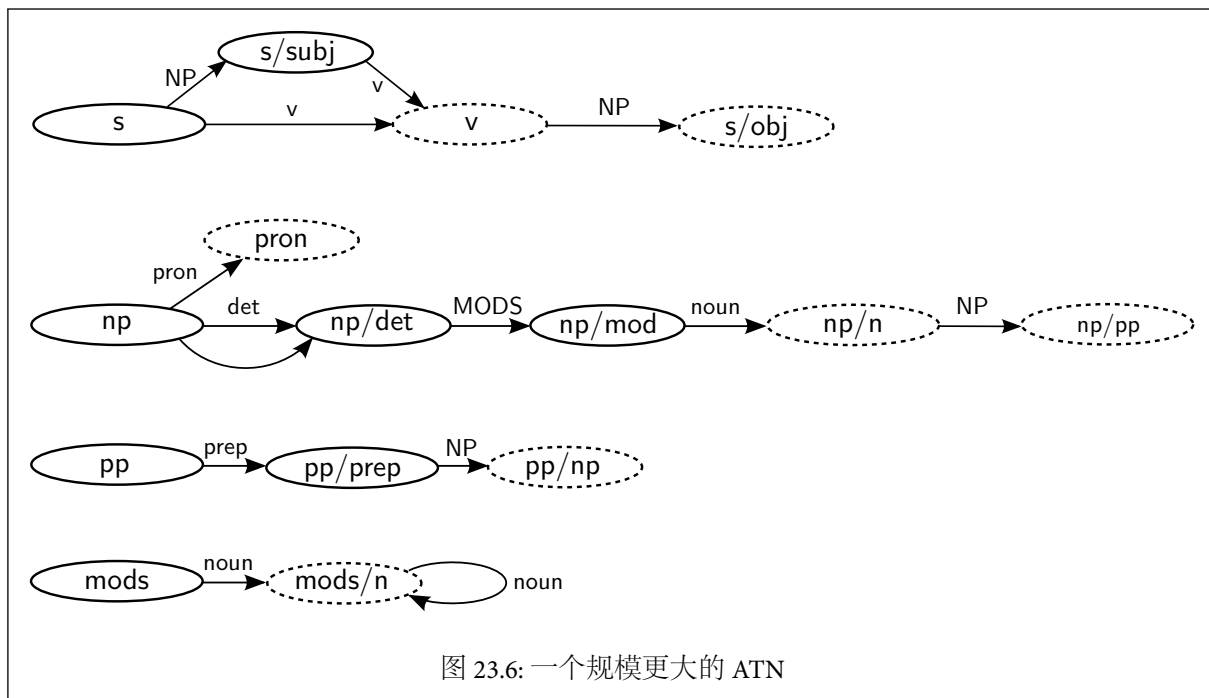 s/subj
NP
v
s
v
v
NP
s/obj
pron
pron
np
det
np/det
MODS
np/mod
noun
np/n
NP
np/pp
pp
prep
pp/prep
NP
pp/np
mods
noun
mods/n
noun
图 23.6: 一个规模更大的 ATN